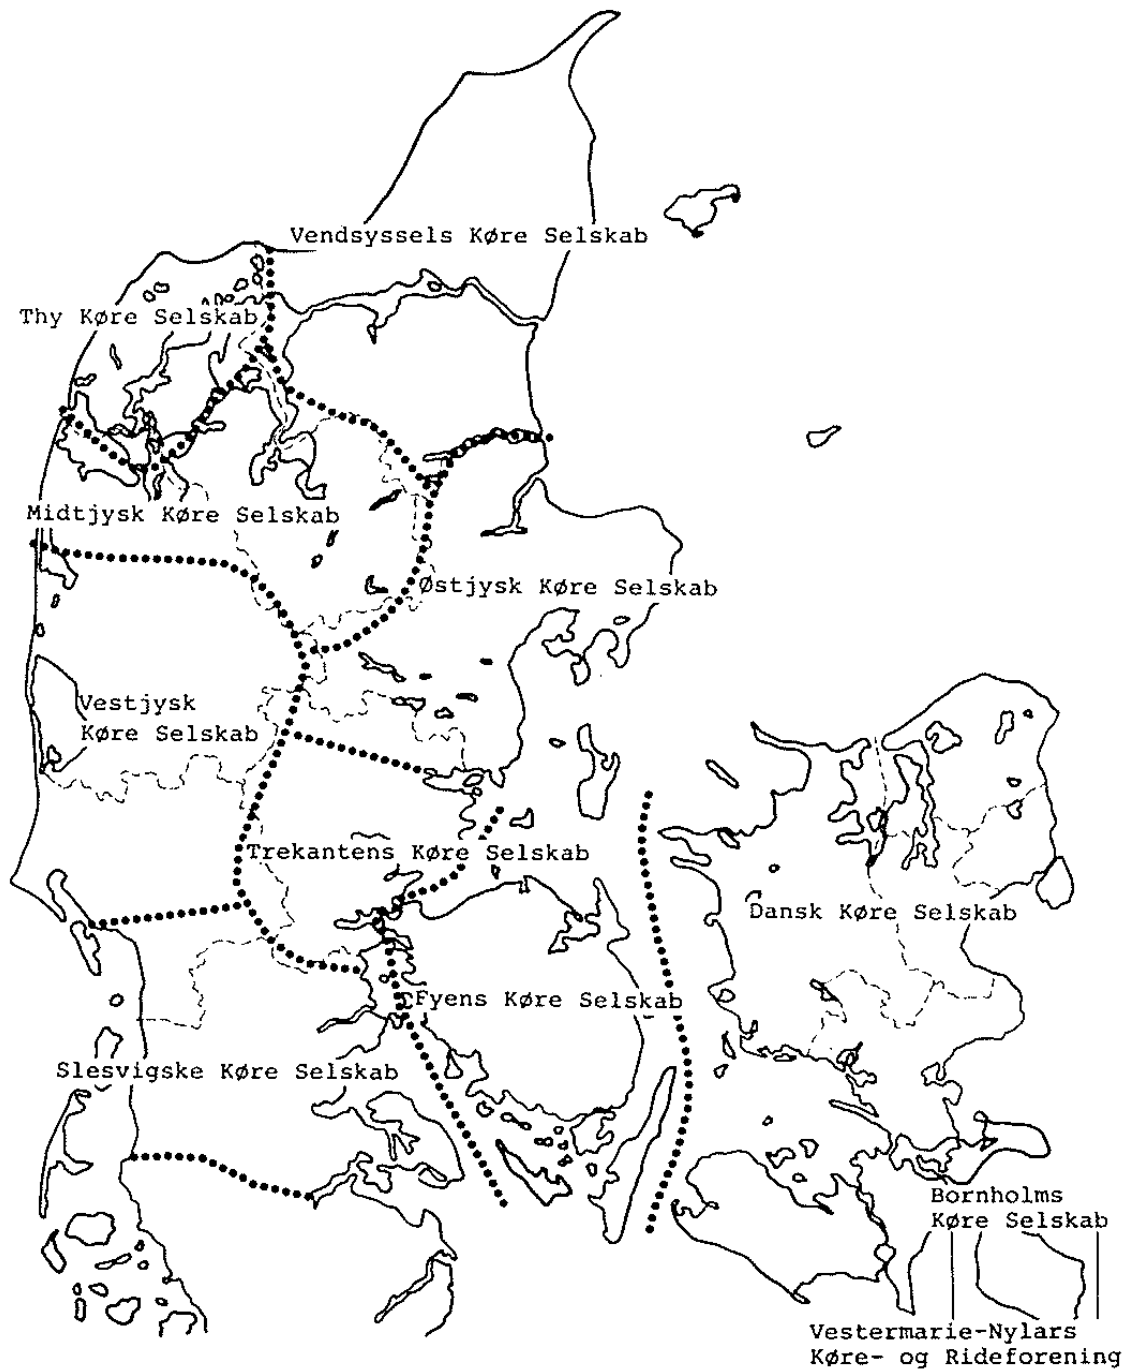 Vendsyssels Køre Selskab
Thy Køre Selskab
Midtjysk Køre Selskab
Østjysk Køre Selskab
Vestjysk
Køre Selskab
Trekantens Køre Selskab
Dansk Køre Selskab
Fyens Køre Selskab
Slesvigske Køre Selskab
Bornholms
Køre Selskab
Vestermarie-Nylars
Køre- og Rideforening